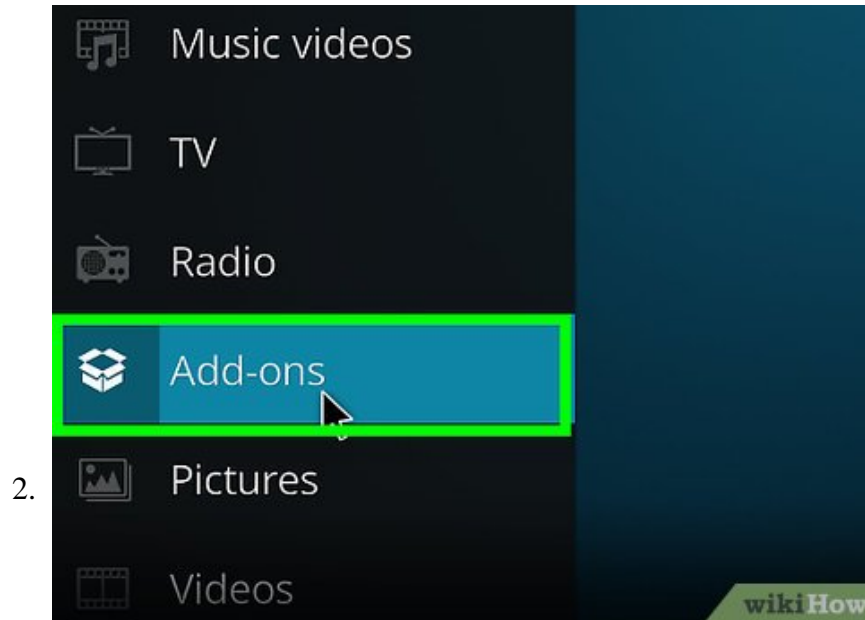 Music videos
TV
Radio
Add-ons
2.
Pictures
Videos
wikiHow